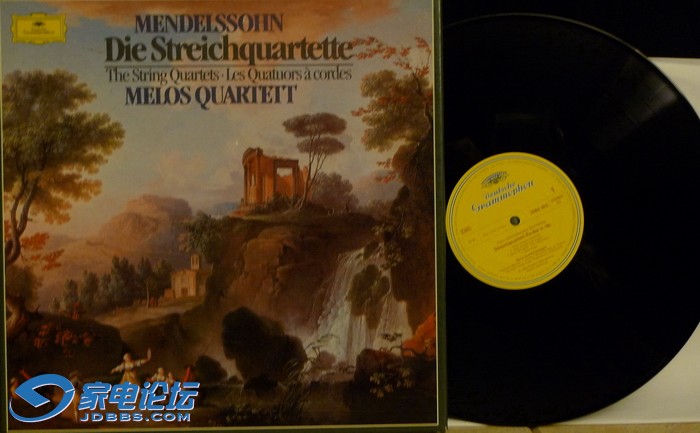 MENDELSSOHN
Die Streichquartette
The String Quartets · Les Quatuors à cordes
MELOS QUARTETT
Deutsche
Grammophon
1
家电论坛
JDBBS.COM